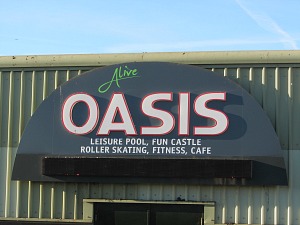 Alive
OASIS
LEISURE POOL, FUN CASTLE
ROLLER SKATING, FITNESS, CAFE